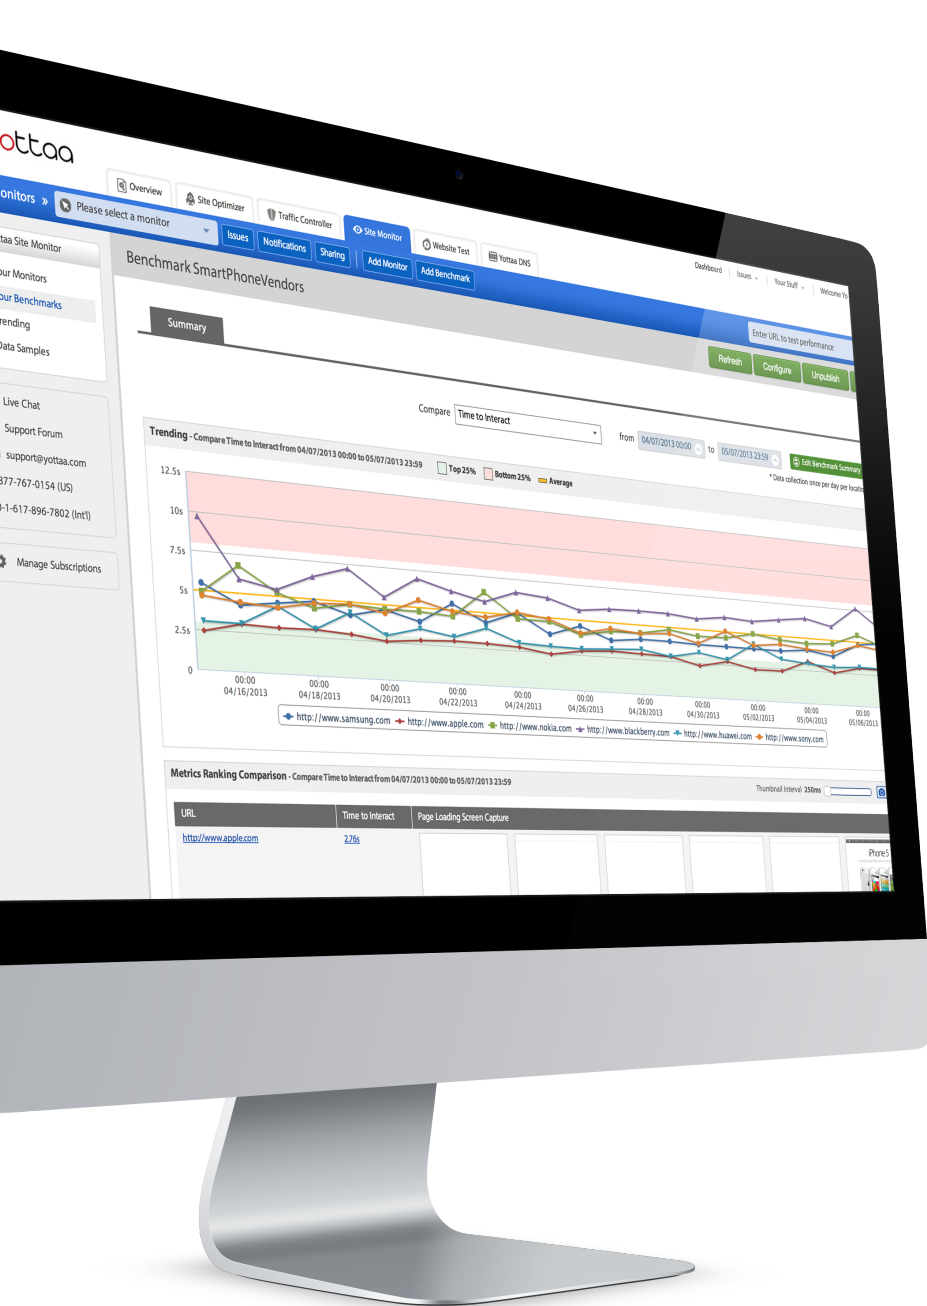 ottaa
Overview
Site Optimizer
Traffic Controller
Site Monitor
Website Test
Yottaa DNS
Dashboard
Issues
Your Stuff
Welcome Yo
onitors »
Please select a monitor
Issues
Notifications
Sharing
Add Monitor
Add Benchmark
Enter URL to test performance
ttaa Site Monitor
our Monitors
our Benchmarks
rending
Data Samples
Live Chat
Support Forum
support@yottaa.com
877-767-0154 (US)
0-1-617-896-7802 (Int'l)
Manage Subscriptions
Benchmark SmartPhoneVendors
Refresh
Configure
Unpublish
Summary
Compare
Time to Interact
from
04/07/2013 00:00
to
05/07/2013 23:59
Edit Benchmark Summary
* Data collection once per day per locatio
Trending - Compare Time to Interact from 04/07/2013 00:00 to 05/07/2013 23:59
Top 25%
Bottom 25%
Average
12.5s
10s
7.5s
5s
2.5s
0
00:00
04/16/2013
00:00
04/18/2013
00:00
04/20/2013
00:00
04/22/2013
00:00
04/24/2013
00:00
04/26/2013
00:00
04/28/2013
00:00
04/30/2013
00:00
05/02/2013
00:00
05/04/2013
00:00
05/06/2013
http://www.samsung.com
http://www.apple.com
http://www.nokia.com
http://www.blackberry.com
http://www.huawei.com
http://www.sony.com
Metrics Ranking Comparison - Compare Time to Interact from 04/07/2013 00:00 to 05/07/2013 23:59
Thumbnail Interval 250ms
URL
Time to Interact
Page Loading Screen Capture
http://www.apple.com
2.76s
iPhone 5